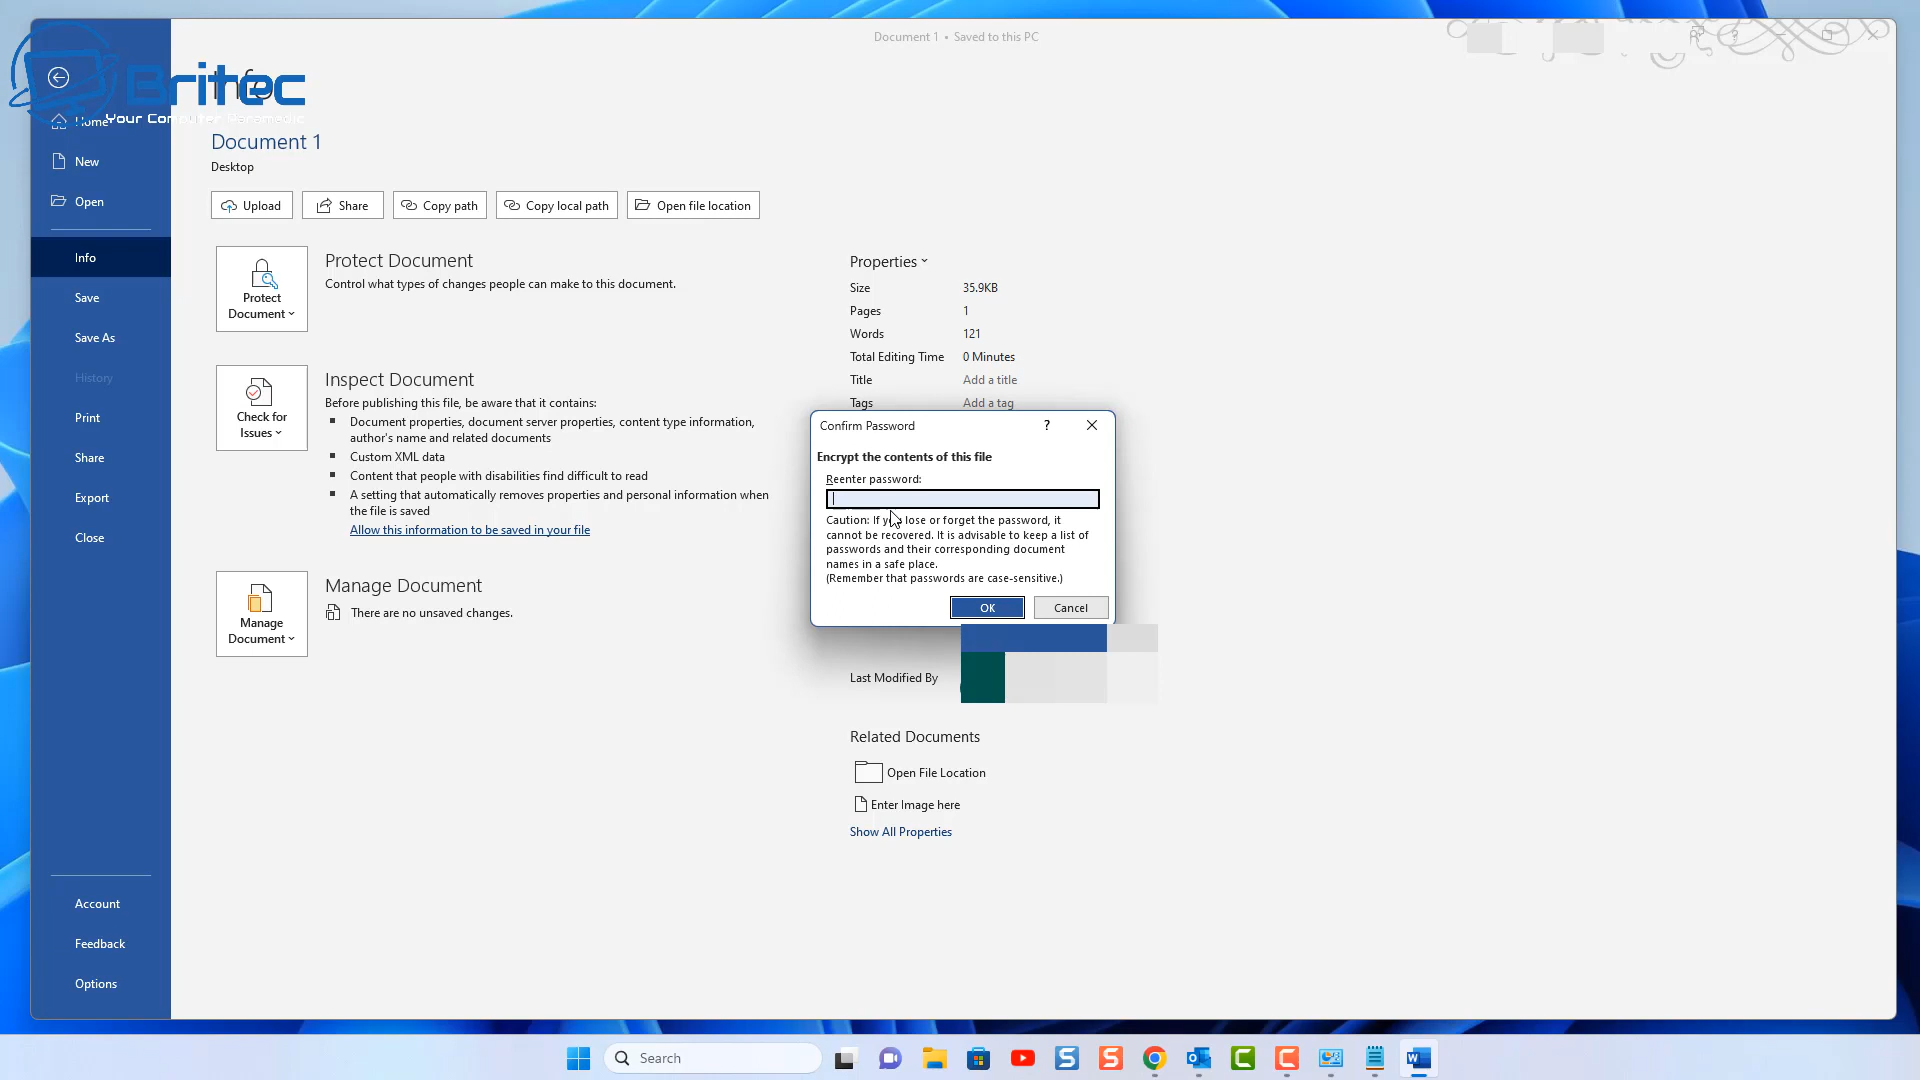 Document 1 • Saved to this PC
Britec
Your Computer Paramedic
Info
Home
New
Open
Info
Save
Save As
History
Print
Share
Export
Close
Account
Feedback
Options
Document 1
Desktop
Upload
Share
Copy path
Copy local path
Open file location
Protect
Document
Protect Document
Control what types of changes people can make to this document.
Check for
Issues
Inspect Document
Before publishing this file, be aware that it contains:
Document properties, document server properties, content type information,
author's name and related documents
Custom XML data
Content that people with disabilities find difficult to read
A setting that automatically removes properties and personal information when
the file is saved
Allow this information to be saved in your file
Manage
Document
Manage Document
There are no unsaved changes.
Properties
Size 35.9KB
Pages 1
Words 121
Total Editing Time 0 Minutes
Title Add a title
Tags Add a tag
Confirm Password ?
Encrypt the contents of this file
Reenter password:
Caution: If you lose or forget the password, it
cannot be recovered. It is advisable to keep a list of
passwords and their corresponding document
names in a safe place.
(Remember that passwords are case-sensitive.)
OK
Cancel
Last Modified By
Related Documents
Open File Location
Enter Image here
Show All Properties
Search